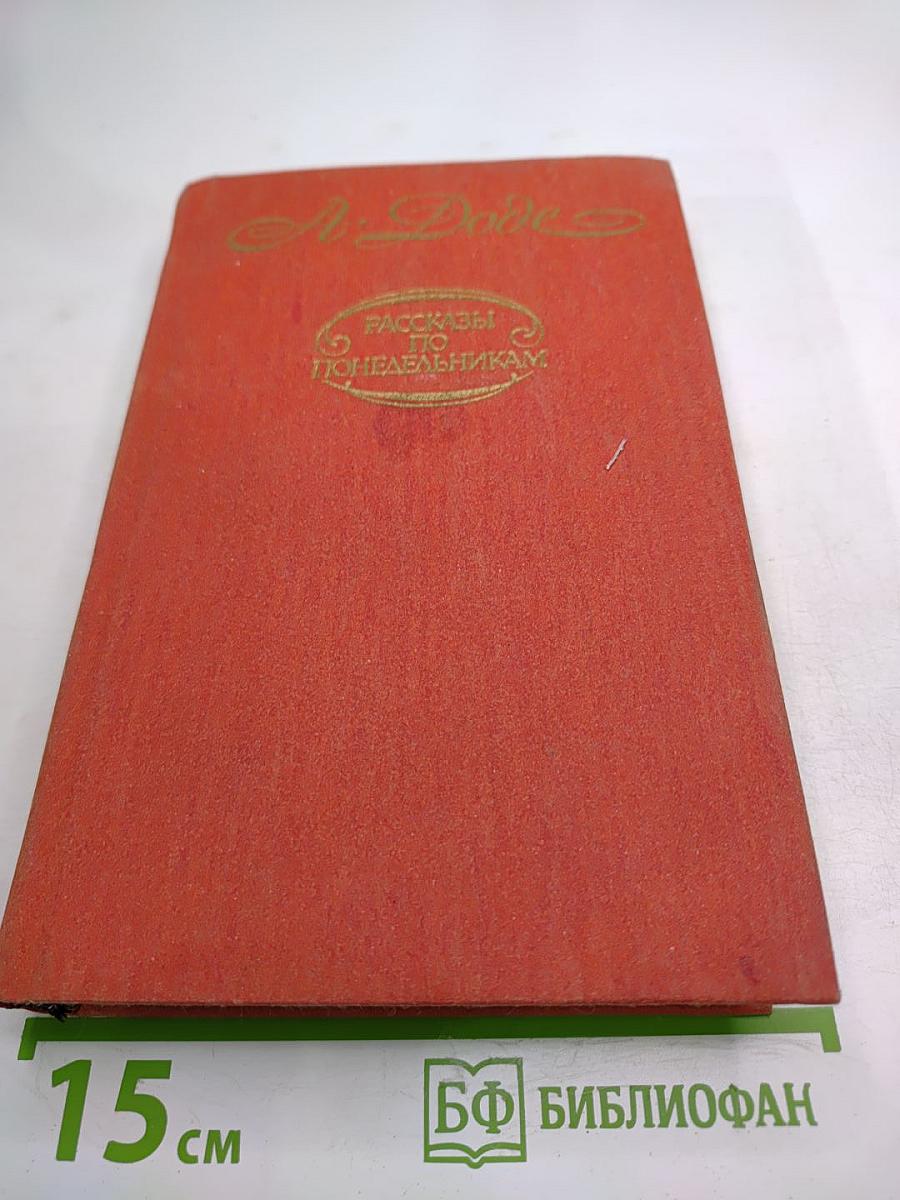 А. Доде
РАССКАЗЫ
ПО
ПОНЕДЕЛЬНИКАМ
15 см
БФ БИБЛИОФАН